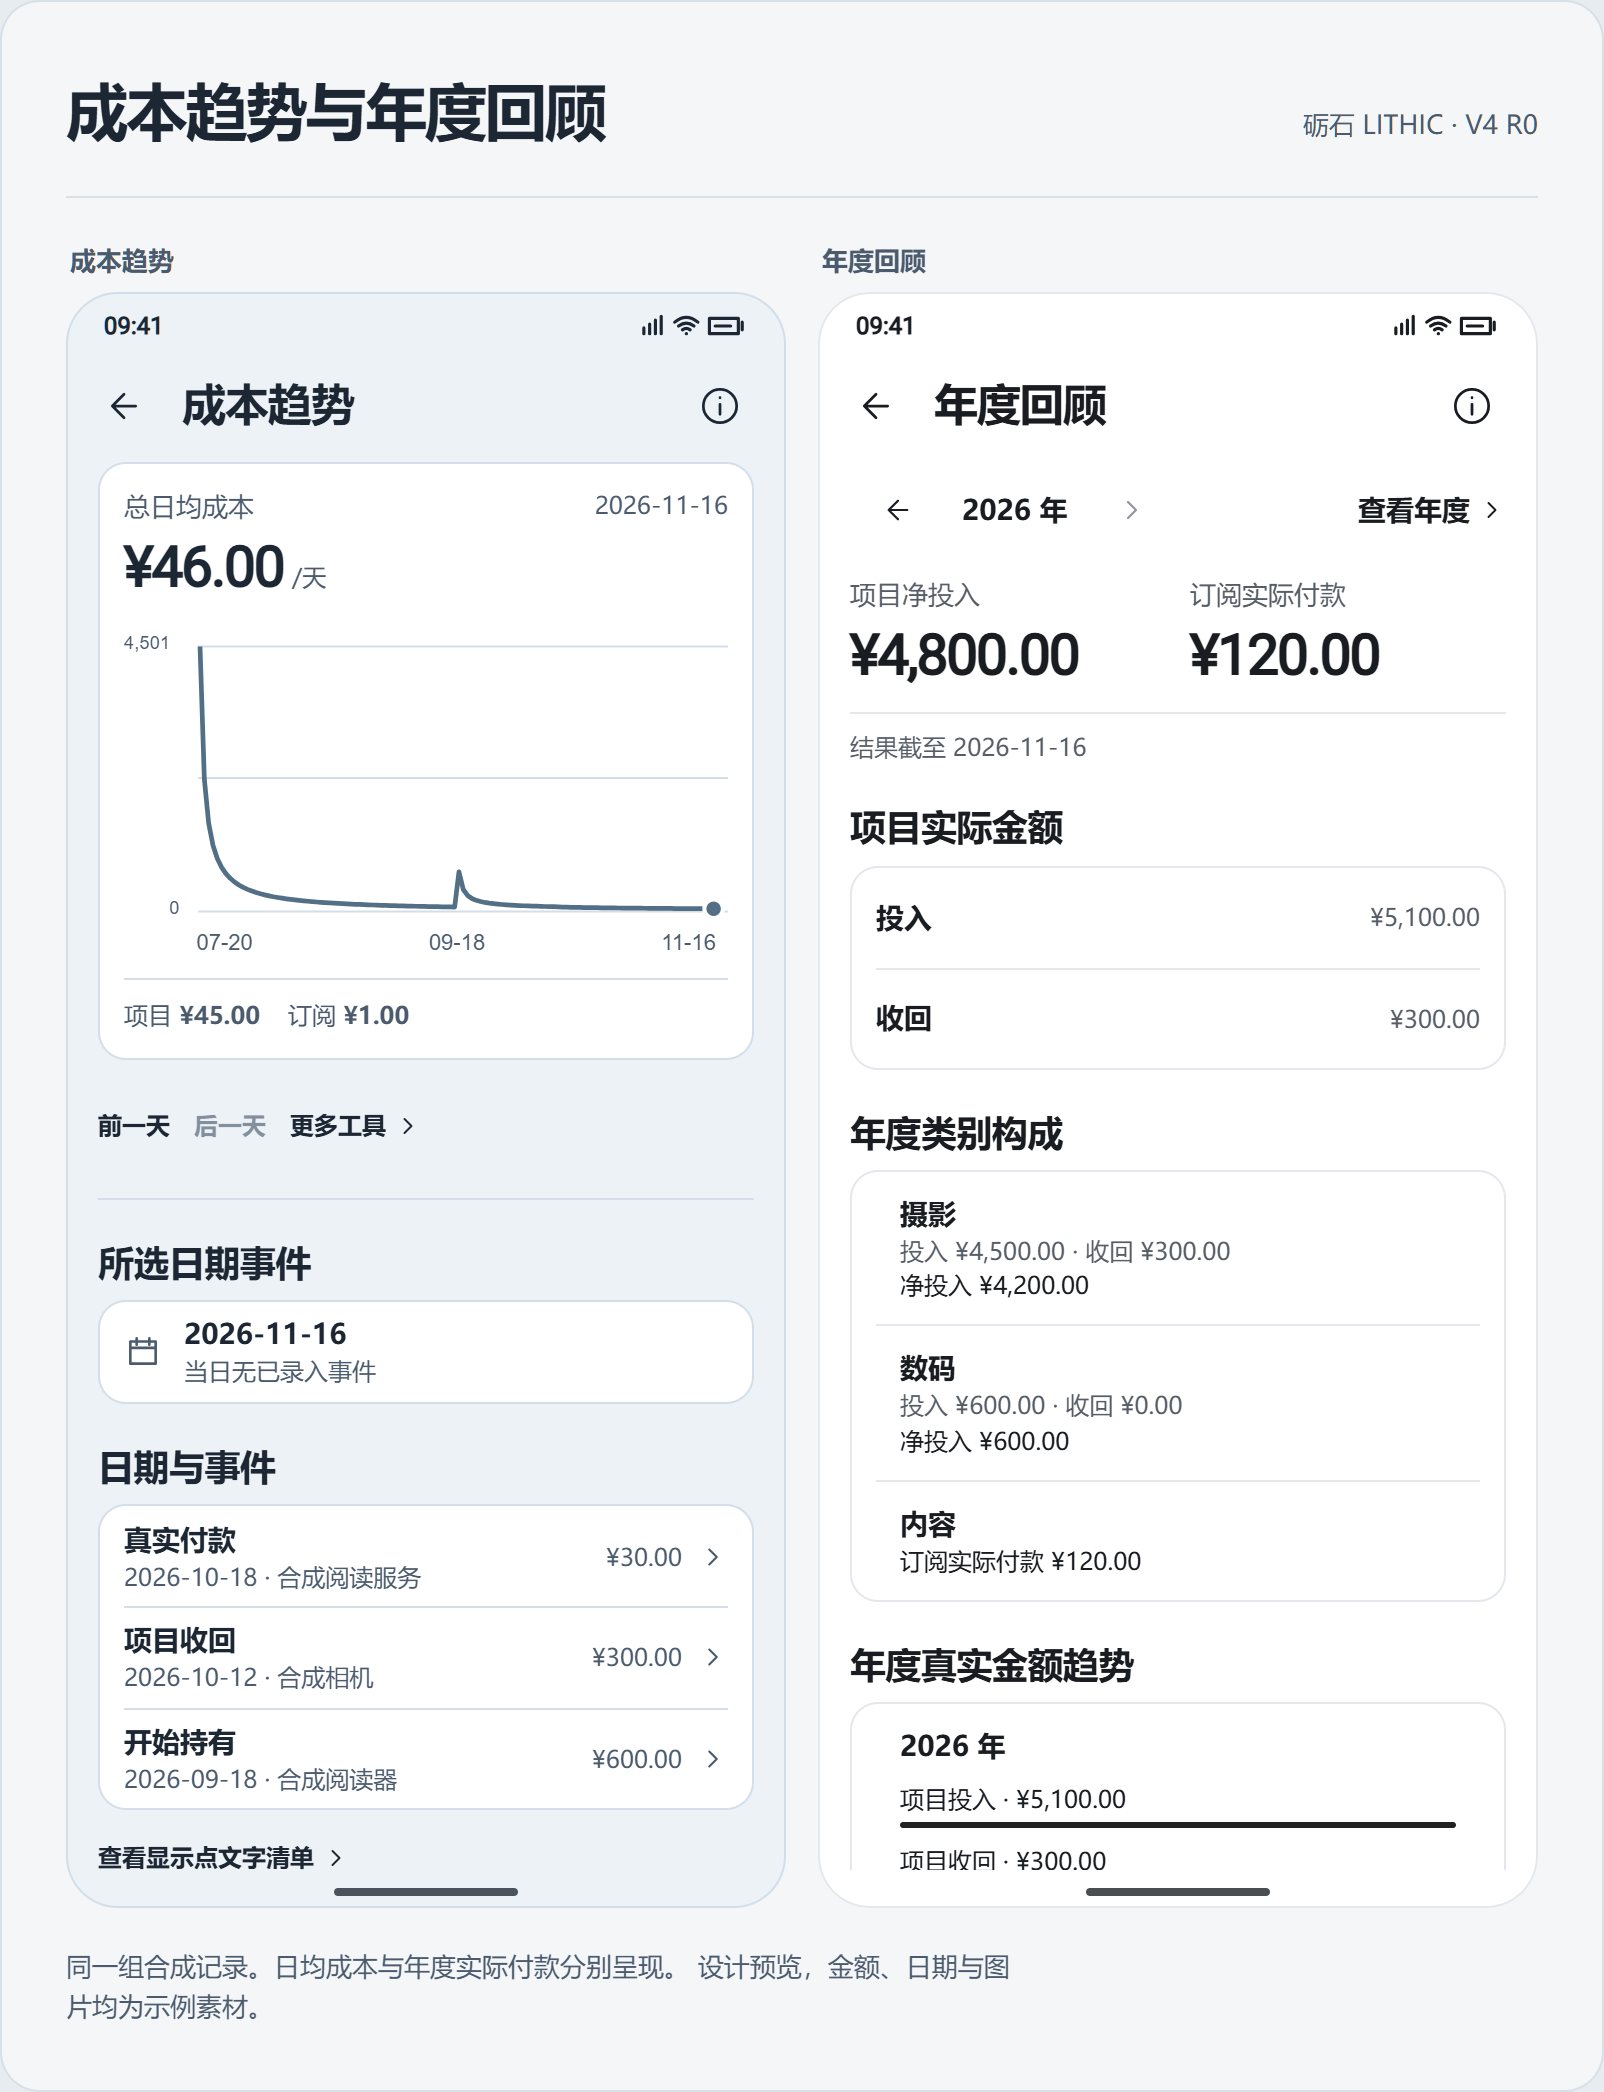 成本趋势与年度回顾
砺石 LITHIC · V4 R0
成本趋势
09:41
成本趋势
总日均成本
2026-11-16
¥46.00 /天
4,501
0
07-20
09-18
11-16
项目 ¥45.00 订阅 ¥1.00
前一天 后一天 更多工具
所选日期事件
2026-11-16
当日无已录入事件
日期与事件
真实付款
2026-10-18 · 合成阅读服务
¥30.00
项目收回
2026-10-12 · 合成相机
¥300.00
开始持有
2026-09-18 · 合成阅读器
¥600.00
查看显示点文字清单
年度回顾
09:41
年度回顾
2026 年
查看年度
项目净投入
¥4,800.00
订阅实际付款
¥120.00
结果截至 2026-11-16
项目实际金额
投入
¥5,100.00
收回
¥300.00
年度类别构成
摄影
投入 ¥4,500.00 · 收回 ¥300.00
净投入 ¥4,200.00
数码
投入 ¥600.00 · 收回 ¥0.00
净投入 ¥600.00
内容
订阅实际付款 ¥120.00
年度真实金额趋势
2026 年
项目投入 · ¥5,100.00
项目收回 · ¥300.00
同一组合成记录。日均成本与年度实际付款分别呈现。 设计预览，金额、日期与图
片均为示例素材。